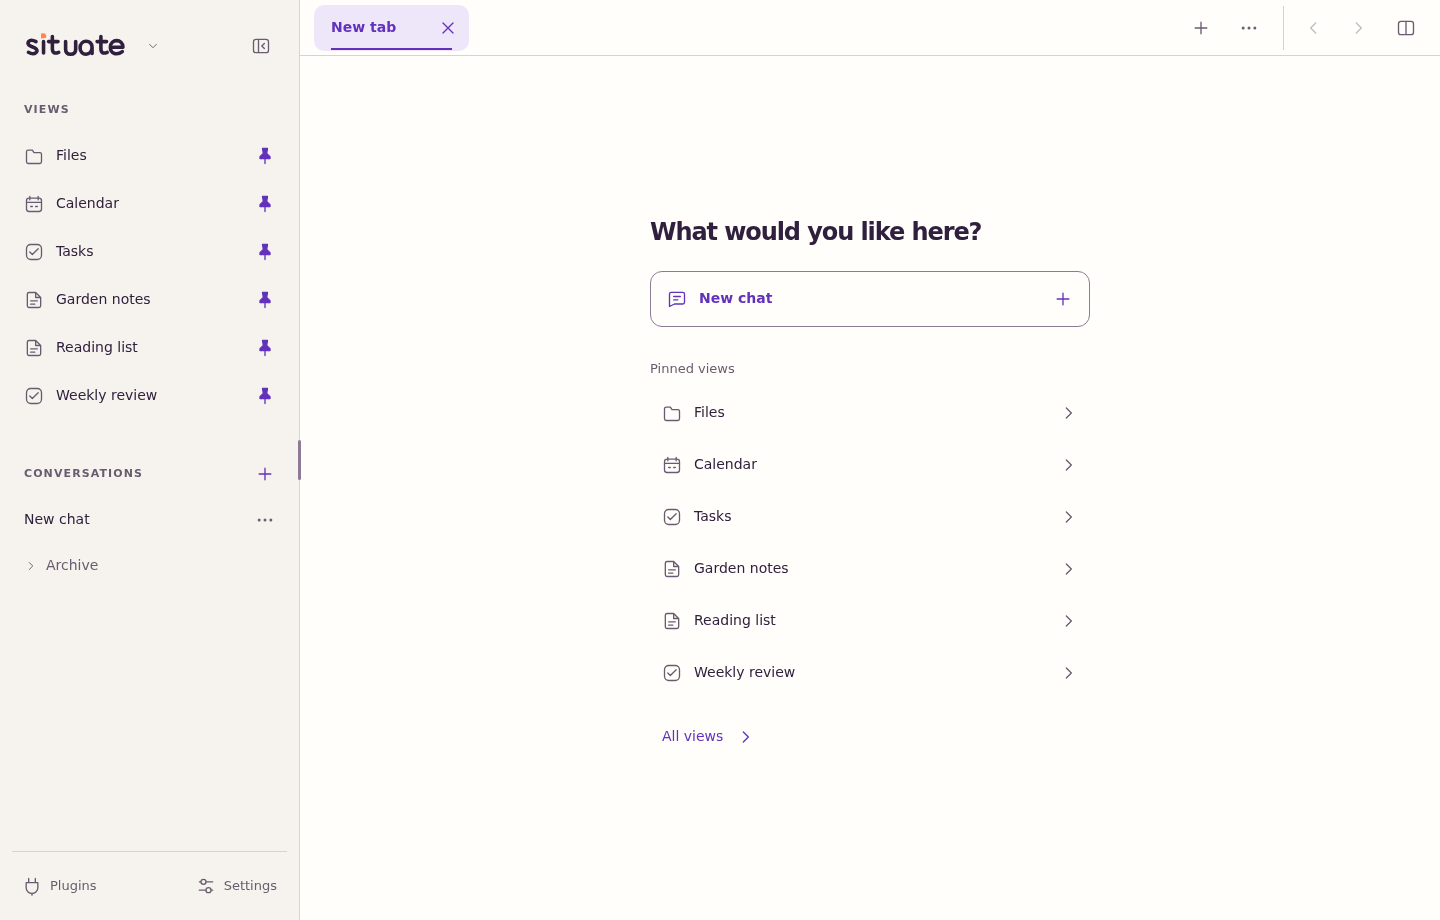 situate
New tab
VIEWS
Files
Calendar
Tasks
Garden notes
Reading list
Weekly review
CONVERSATIONS
New chat
Archive
Plugins
Settings
What would you like here?
New chat
Pinned views
Files
Calendar
Tasks
Garden notes
Reading list
Weekly review
All views